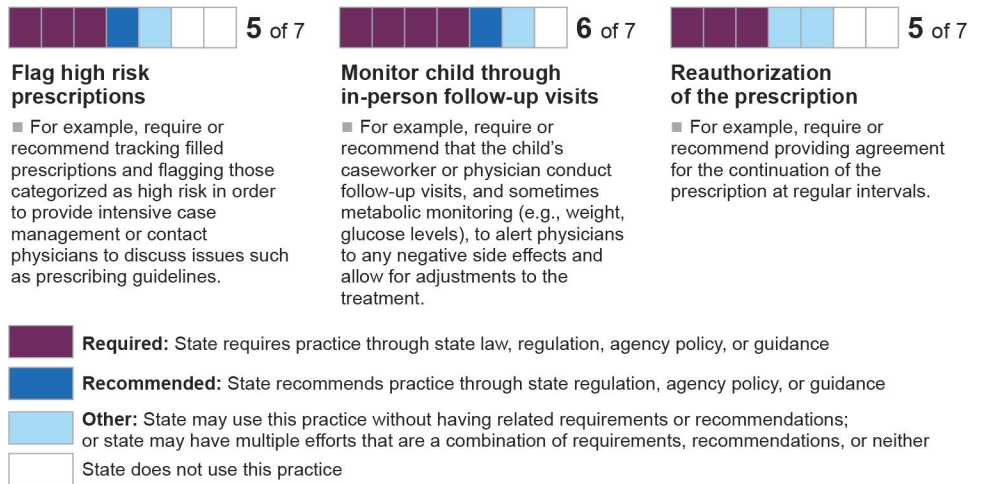 5 of 7
Flag high risk
prescriptions
■ For example, require or
recommend tracking filled
prescriptions and flagging those
categorized as high risk in order
to provide intensive case
management or contact
physicians to discuss issues such
as prescribing guidelines.
6 of 7
Monitor child through
in-person follow-up visits
■ For example, require or
recommend that the child’s
caseworker or physician conduct
follow-up visits, and sometimes
metabolic monitoring (e.g., weight,
glucose levels), to alert physicians
to any negative side effects and
allow for adjustments to the
treatment.
5 of 7
Reauthorization
of the prescription
■ For example, require or
recommend providing agreement
for the continuation of the
prescription at regular intervals.
Required: State requires practice through state law, regulation, agency policy, or guidance
Recommended: State recommends practice through state regulation, agency policy, or guidance
Other: State may use this practice without having related requirements or recommendations;
or state may have multiple efforts that are a combination of requirements, recommendations, or neither
State does not use this practice